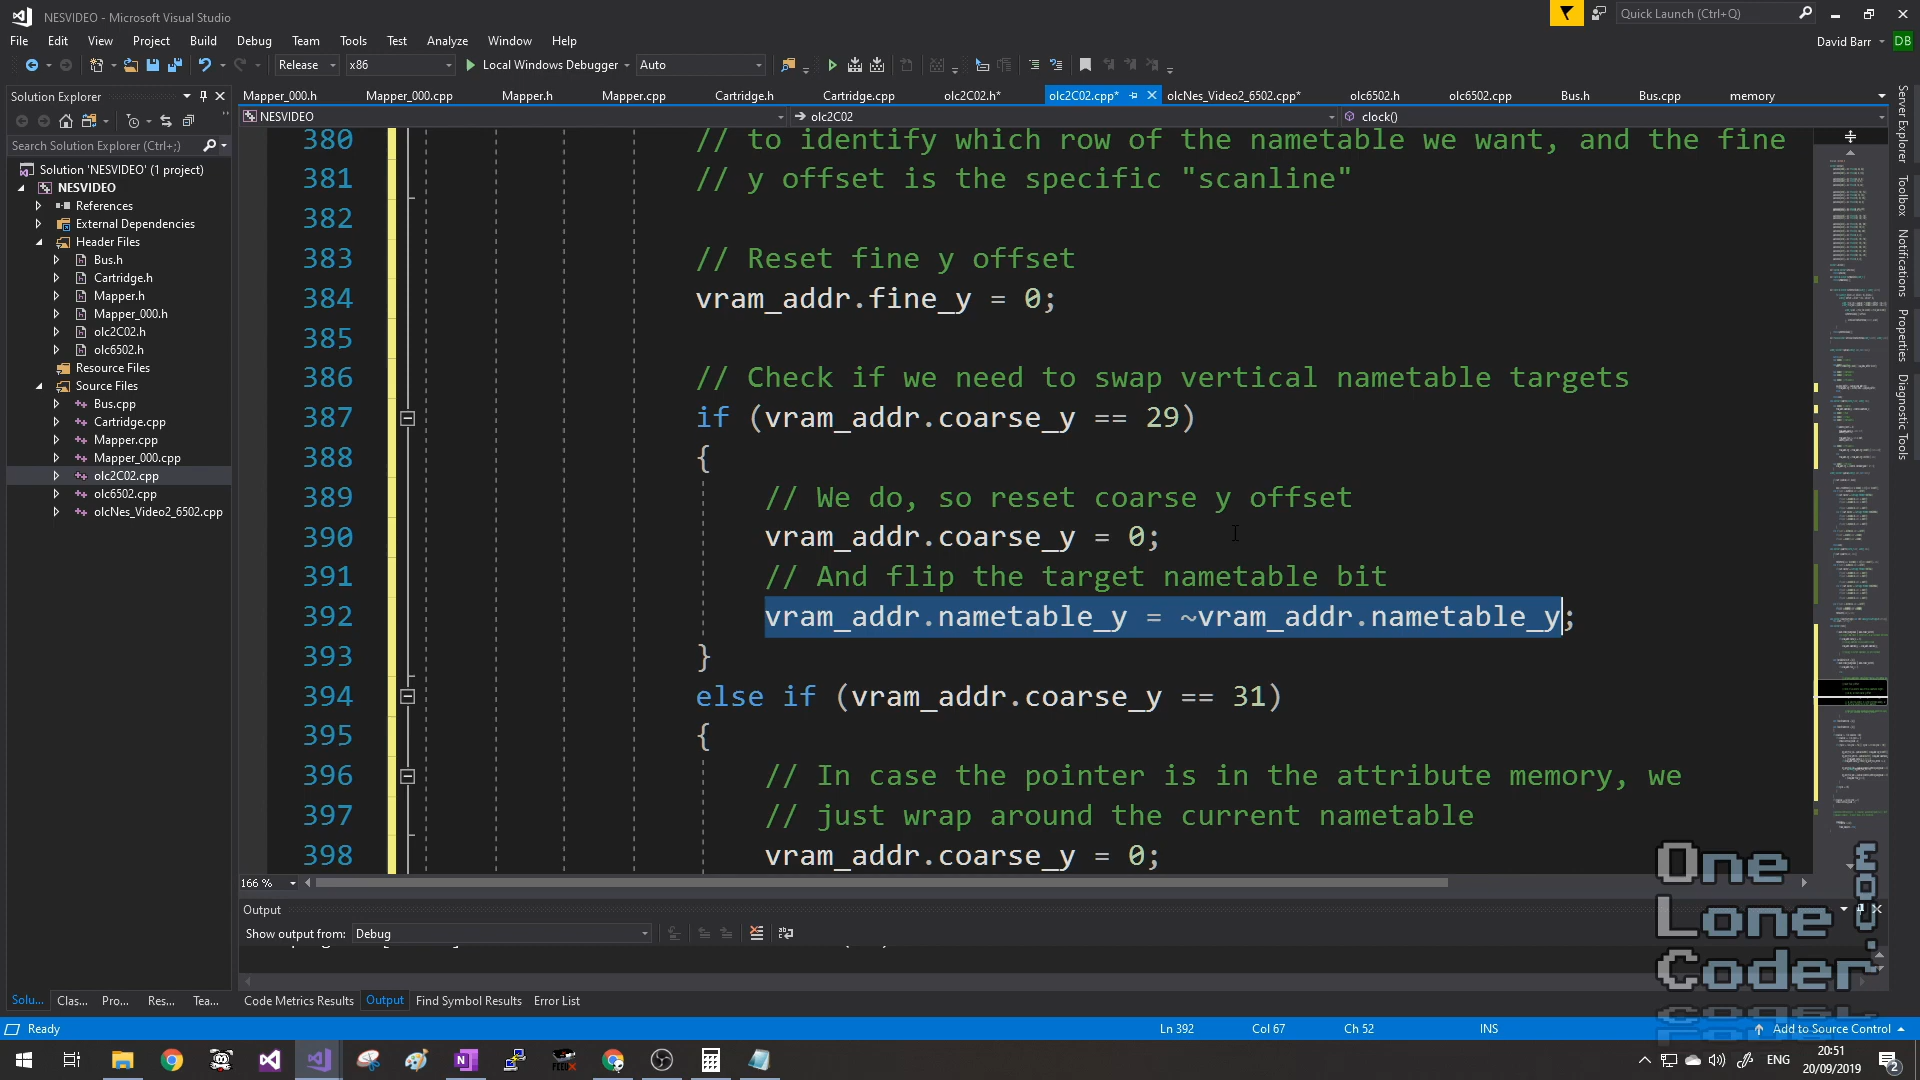 NESVIDEO - Microsoft Visual Studio
Quick Launch (Ctrl+Q)
File Edit View Project Build Debug Team Tools Test Analyze Window Help
David Barr DB
Release x86 Local Windows Debugger Auto
Solution Explorer
Search Solution Explorer (Ctrl+;)
Solution 'NESVIDEO' (1 project)
NESVIDEO
References
External Dependencies
Header Files
Bus.h
Cartridge.h
Mapper.h
Mapper_000.h
olc2C02.h
olc6502.h
Resource Files
Source Files
Bus.cpp
Cartridge.cpp
Mapper.cpp
Mapper_000.cpp
olc2C02.cpp
olc6502.cpp
olcNes_Video2_6502.cpp
Solu... Clas... Pro... Res... Tea...
Mapper_000.h Mapper_000.cpp Mapper.h Mapper.cpp Cartridge.h Cartridge.cpp olc2C02.h* olc2C02.cpp* olcNes_Video2_6502.cpp* olc6502.h olc6502.cpp Bus.h Bus.cpp memory
NESVIDEO olc2C02 clock()
380 // to identify which row of the nametable we want, and the fine
381 // y offset is the specific "scanline"
382
383 // Reset fine y offset
384 vram_addr.fine_y = 0;
385
386 // Check if we need to swap vertical nametable targets
387 if (vram_addr.coarse_y == 29)
388 {
389 // We do, so reset coarse y offset
390 vram_addr.coarse_y = 0;
391 // And flip the target nametable bit
392 vram_addr.nametable_y = ~vram_addr.nametable_y;
393 }
394 else if (vram_addr.coarse_y == 31)
395 {
396 // In case the pointer is in the attribute memory, we
397 // just wrap around the current nametable
398 vram_addr.coarse_y = 0;
166 %
Server Explorer
Toolbox
Notifications
Properties
Diagnostic Tools
Output
Show output from: Debug
Code Metrics Results Output Find Symbol Results Error List
One
Lone
Coder
.com
Ready Ln 392 Col 67 Ch 52 INS Add to Source Control
ENG
20:51
20/09/2019
2